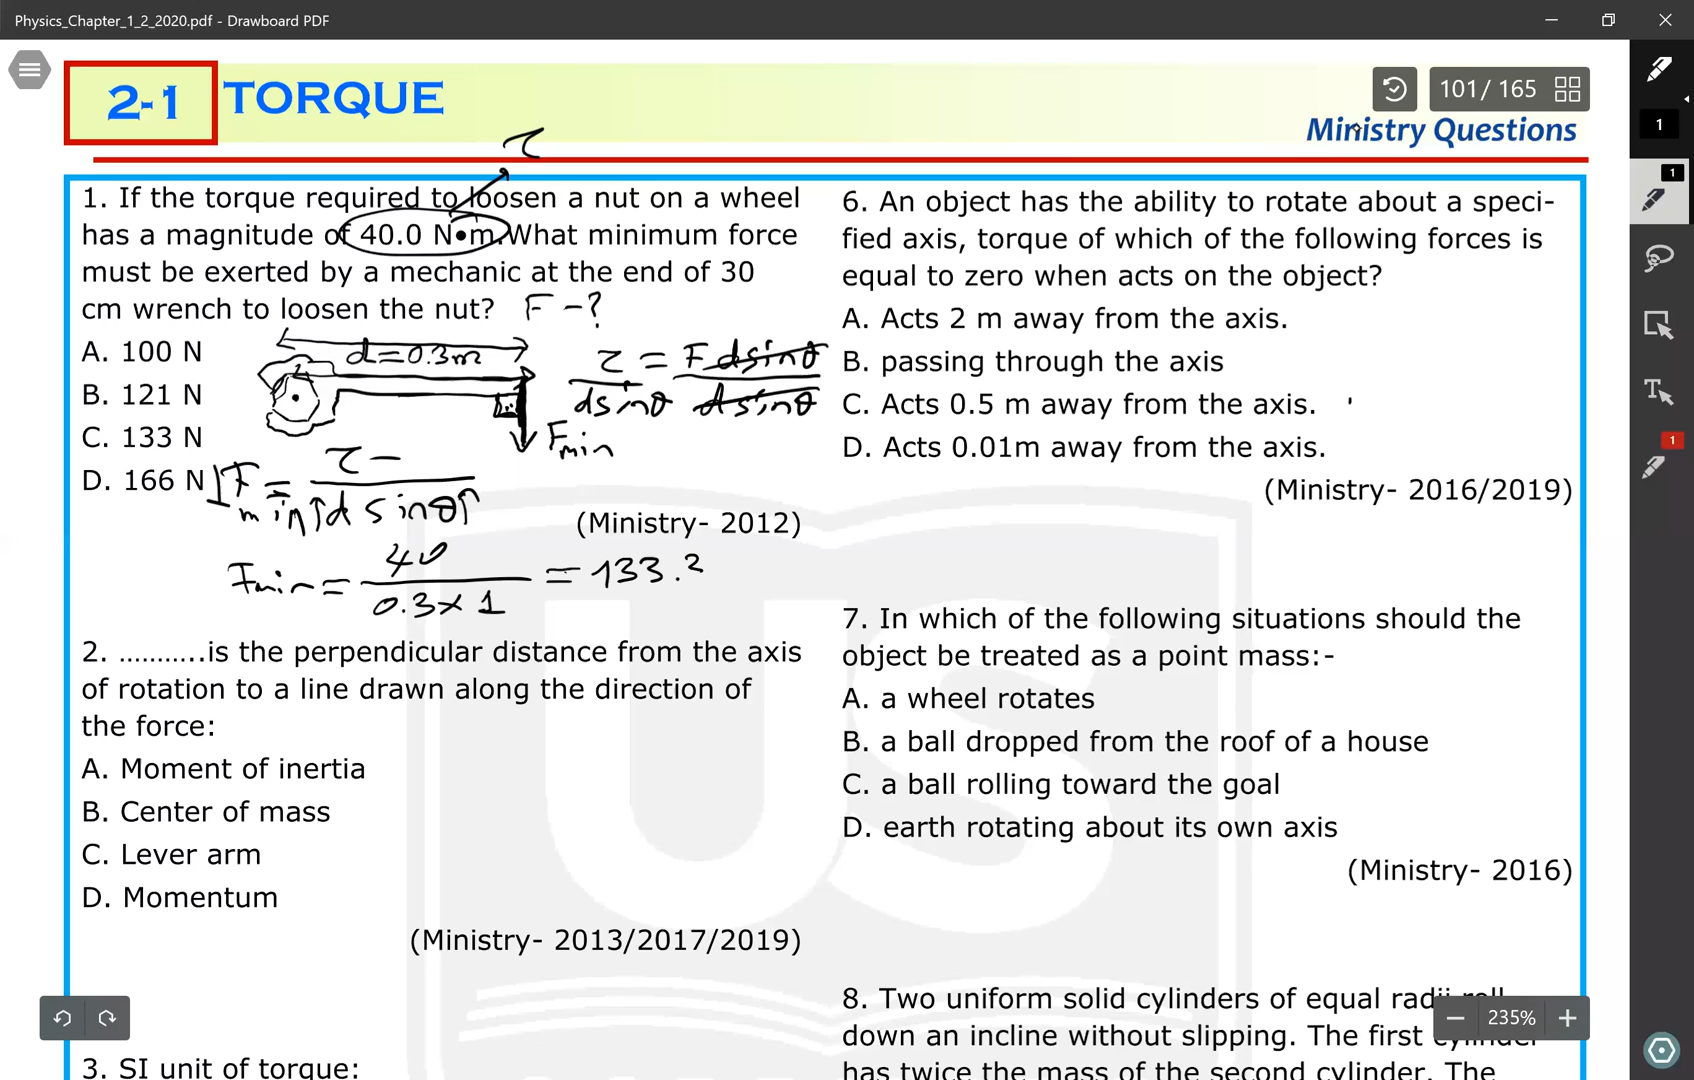 Physics_Chapter_1_2_2020.pdf - Drawboard PDF
2-1 TORQUE
101 / 165
Ministry Questions
τ
1. If the torque required to loosen a nut on a wheel
has a magnitude of 40.0 N•m.What minimum force
must be exerted by a mechanic at the end of 30
cm wrench to loosen the nut? F -?
A. 100 N
B. 121 N
C. 133 N
D. 166 N
d=0.3m
τ = F dsinθ
dsinθ dsinθ
Fmin
Fmin = τ
d sinθ
(Ministry- 2012)
Fmin = 40 = 133.
0.3 × 1
2. ………..is the perpendicular distance from the axis
of rotation to a line drawn along the direction of
the force:
A. Moment of inertia
B. Center of mass
C. Lever arm
D. Momentum
(Ministry- 2013/2017/2019)
3. SI unit of torque:
6. An object has the ability to rotate about a speci-
fied axis, torque of which of the following forces is
equal to zero when acts on the object?
A. Acts 2 m away from the axis.
B. passing through the axis
C. Acts 0.5 m away from the axis.
D. Acts 0.01m away from the axis.
(Ministry- 2016/2019)
7. In which of the following situations should the
object be treated as a point mass:-
A. a wheel rotates
B. a ball dropped from the roof of a house
C. a ball rolling toward the goal
D. earth rotating about its own axis
(Ministry- 2016)
8. Two uniform solid cylinders of equal radii roll
down an incline without slipping. The first cylinder
has twice the mass of the second cylinder. The
235%
1
1
1
US